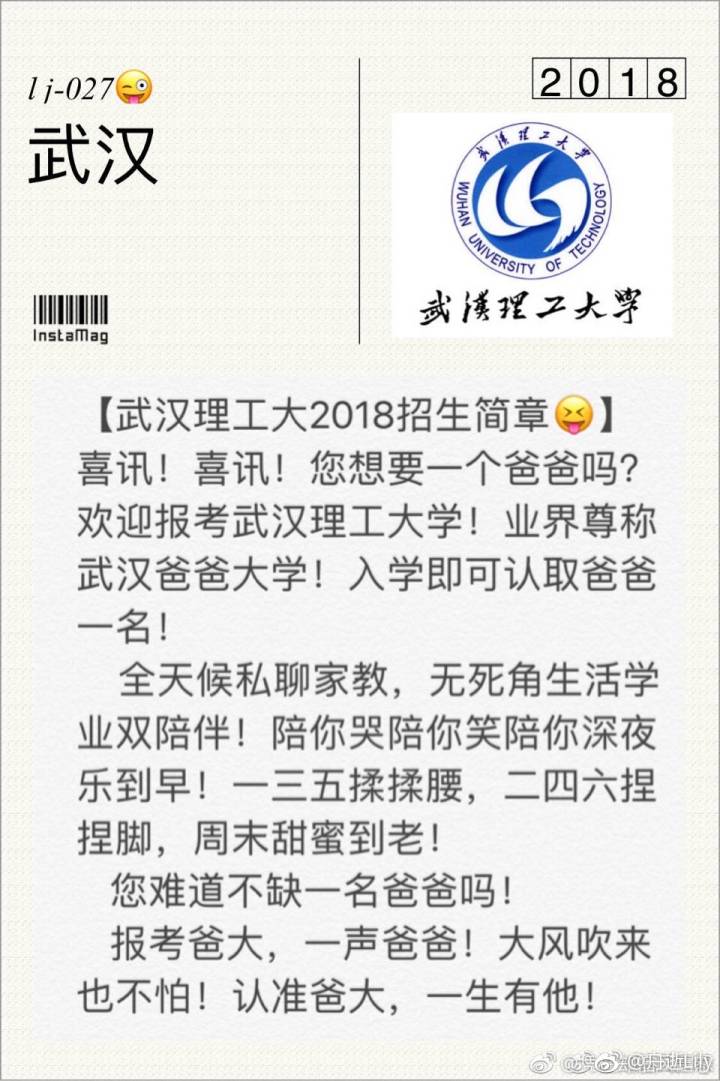 lj-027😜
武汉
2018
武汉理工大学
WUHAN UNIVERSITY OF TECHNOLOGY
武漢理工大學
InstaMag
【武汉理工大2018招生简章😝】
喜讯！喜讯！您想要一个爸爸吗？
欢迎报考武汉理工大学！业界尊称
武汉爸爸大学！入学即可认取爸爸
一名！
全天候私聊家教，无死角生活学
业双陪伴！陪你哭陪你笑陪你深夜
乐到早！一三五揉揉腰，二四六捏
捏脚，周末甜蜜到老！
您难道不缺一名爸爸吗！
报考爸大，一声爸爸！大风吹来
也不怕！认准爸大，一生有他！